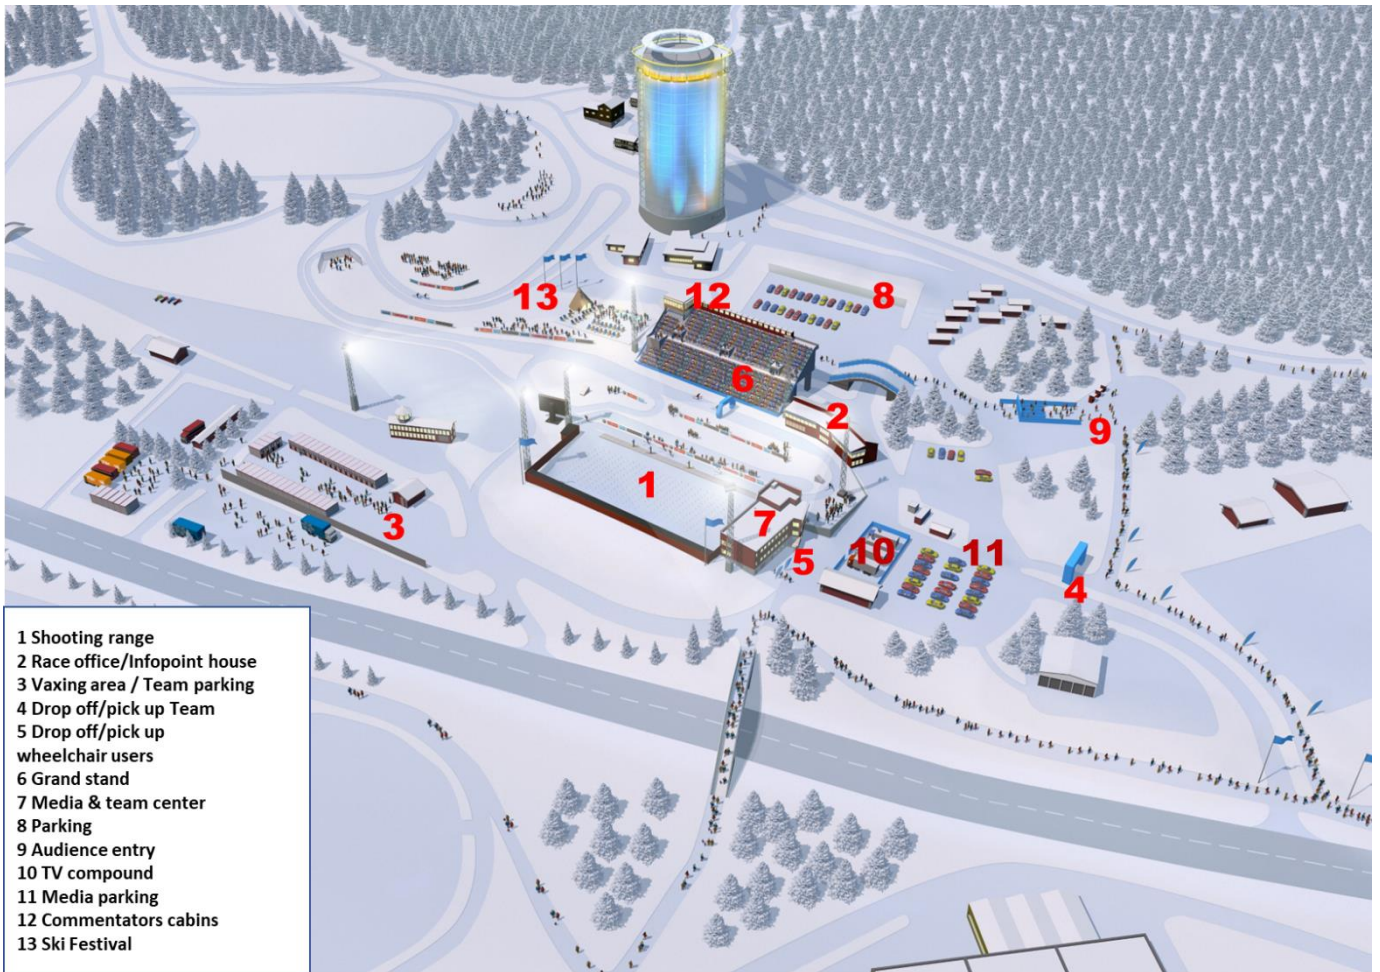 13
12
8
6
2
9
1
7
3
10
11
5
4
1 Shooting range
2 Race office/Infopoint house
3 Vaxing area / Team parking
4 Drop off/pick up Team
5 Drop off/pick up
wheelchair users
6 Grand stand
7 Media & team center
8 Parking
9 Audience entry
10 TV compound
11 Media parking
12 Commentators cabins
13 Ski Festival